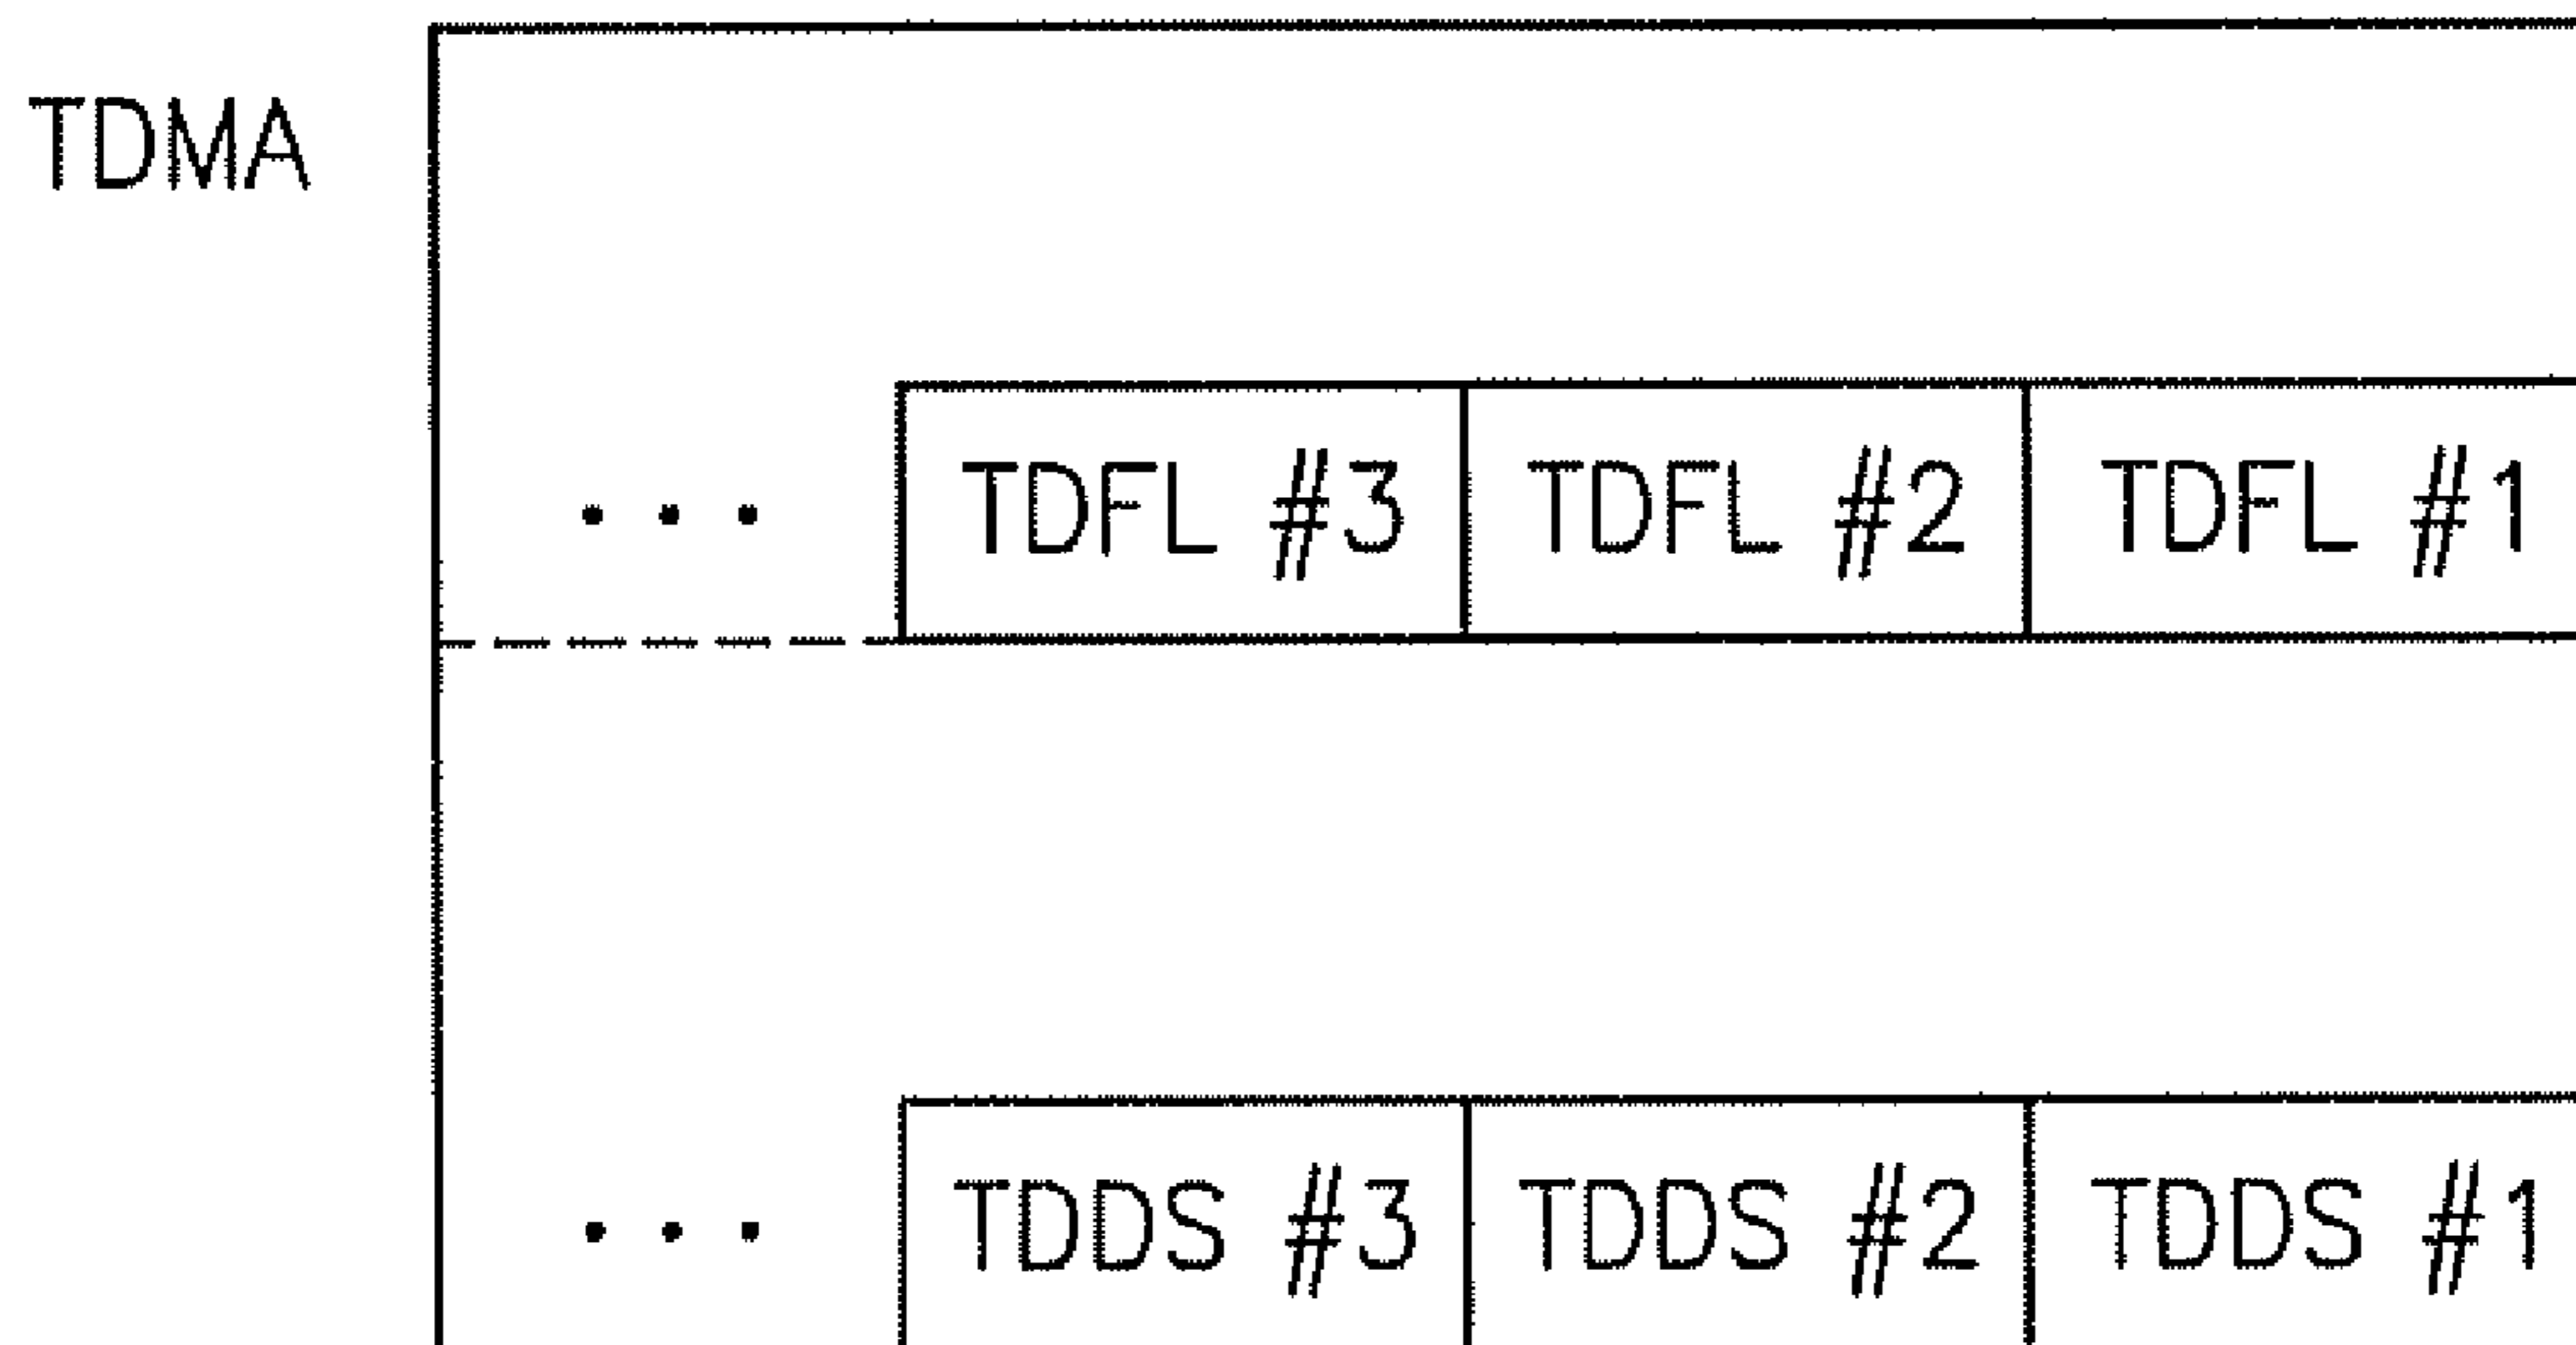 TDMA
... TDFL #3 TDFL #2 TDFL #1
... TDDS #3 TDDS #2 TDDS #1